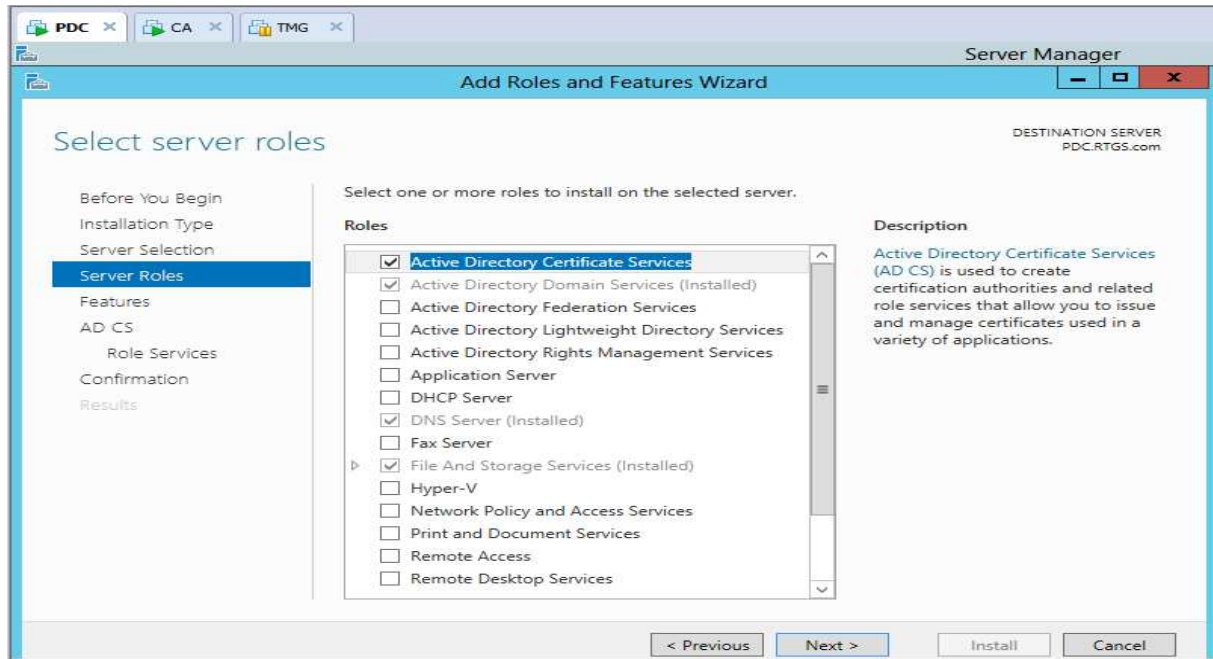 PDC CA TMG
Server Manager
Add Roles and Features Wizard
Select server roles
DESTINATION SERVER
PDC.RTGS.com
Before You Begin
Installation Type
Server Selection
Server Roles
Features
AD CS
Role Services
Confirmation
Results
Select one or more roles to install on the selected server.
Roles
Active Directory Certificate Services
Active Directory Domain Services (Installed)
Active Directory Federation Services
Active Directory Lightweight Directory Services
Active Directory Rights Management Services
Application Server
DHCP Server
DNS Server (Installed)
Fax Server
File And Storage Services (Installed)
Hyper-V
Network Policy and Access Services
Print and Document Services
Remote Access
Remote Desktop Services
Description
Active Directory Certificate Services
(AD CS) is used to create
certification authorities and related
role services that allow you to issue
and manage certificates used in a
variety of applications.
< Previous Next > Install Cancel